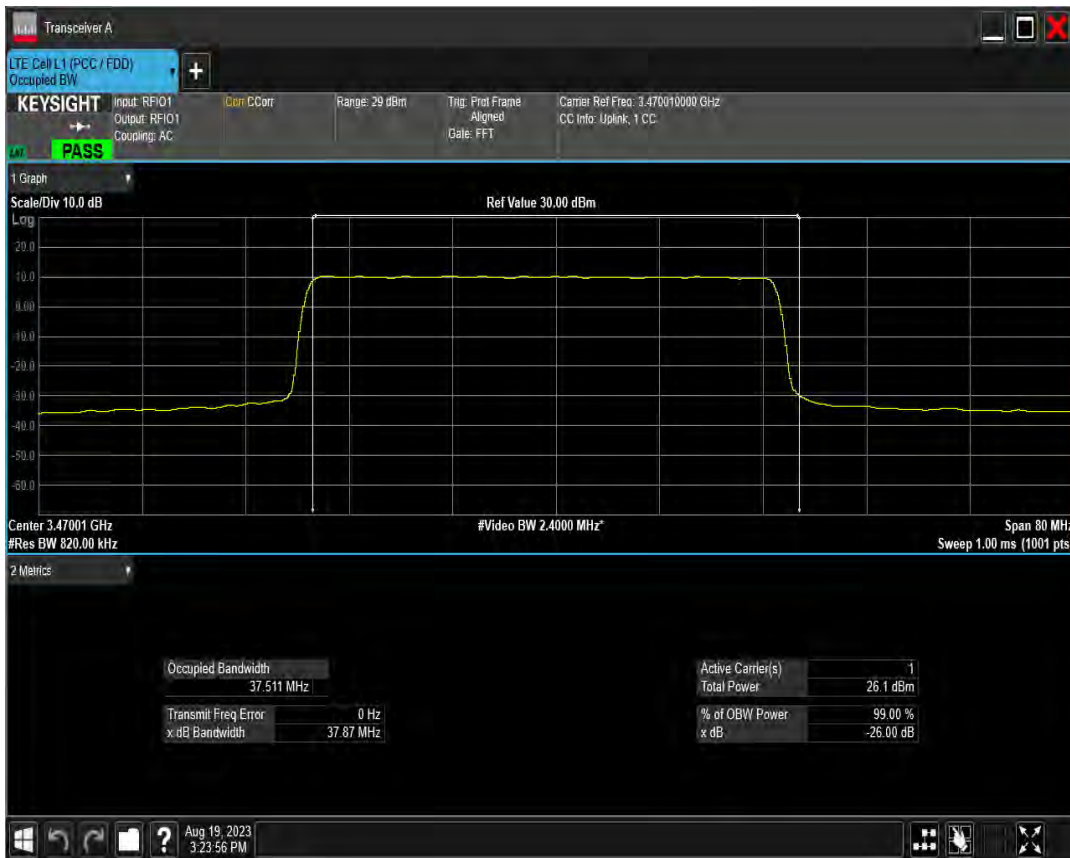 Transceiver A
LTE Cell L1 (PCC / FDD)
Occupied BW
+
KEYSIGHT
Input: RFIO1
Output: RFIO1
Coupling: AC
Corr CCorr
Range: 29 dBm
Trig: Prot Frame
Aligned
Gate: FFT
Carrier Ref Freq: 3.470010000 GHz
CC Info: Uplink, 1 CC
PASS
1 Graph
Scale/Div 10.0 dB
Ref Value 30.00 dBm
Log
20.0
10.0
0.00
-10.0
-20.0
-30.0
-40.0
-50.0
-60.0
Center 3.47001 GHz
#Video BW 2.4000 MHz*
Span 80 MHz
#Res BW 820.00 kHz
Sweep 1.00 ms (1001 pts
2 Metrics
Occupied Bandwidth
37.511 MHz
Transmit Freq Error 0 Hz
x dB Bandwidth 37.87 MHz
Active Carrier(s) 1
Total Power 26.1 dBm
% of OBW Power 99.00 %
x dB -26.00 dB
?
Aug 19, 2023
3:23:56 PM